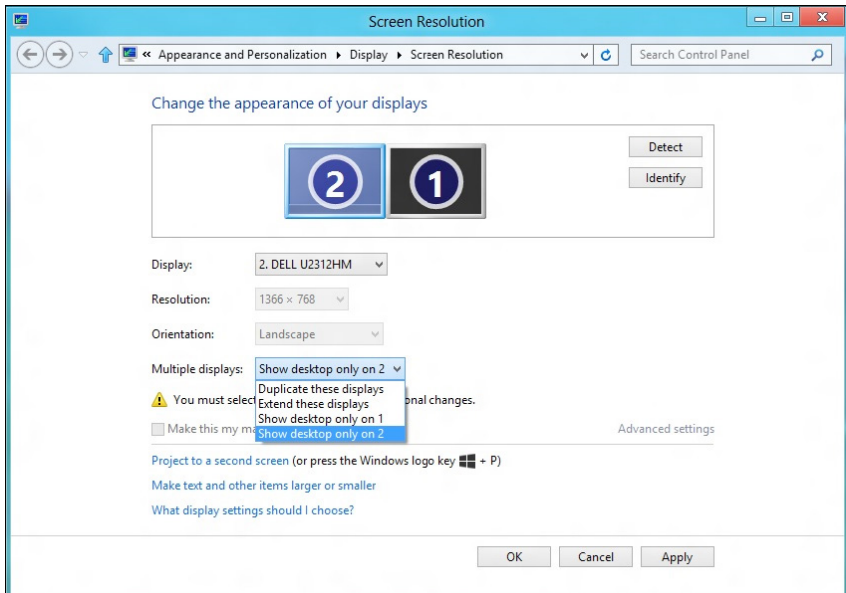 Screen Resolution
« Appearance and Personalization ▸ Display ▸ Screen Resolution
Search Control Panel
Change the appearance of your displays
2 1
Detect
Identify
Display: 2. DELL U2312HM
Resolution: 1366 × 768
Orientation: Landscape
Multiple displays: Show desktop only on 2
Duplicate these displays
Extend these displays
Show desktop only on 1
Show desktop only on 2
You must select onal changes.
Make this my ma
Advanced settings
Project to a second screen (or press the Windows logo key + P)
Make text and other items larger or smaller
What display settings should I choose?
OK Cancel Apply